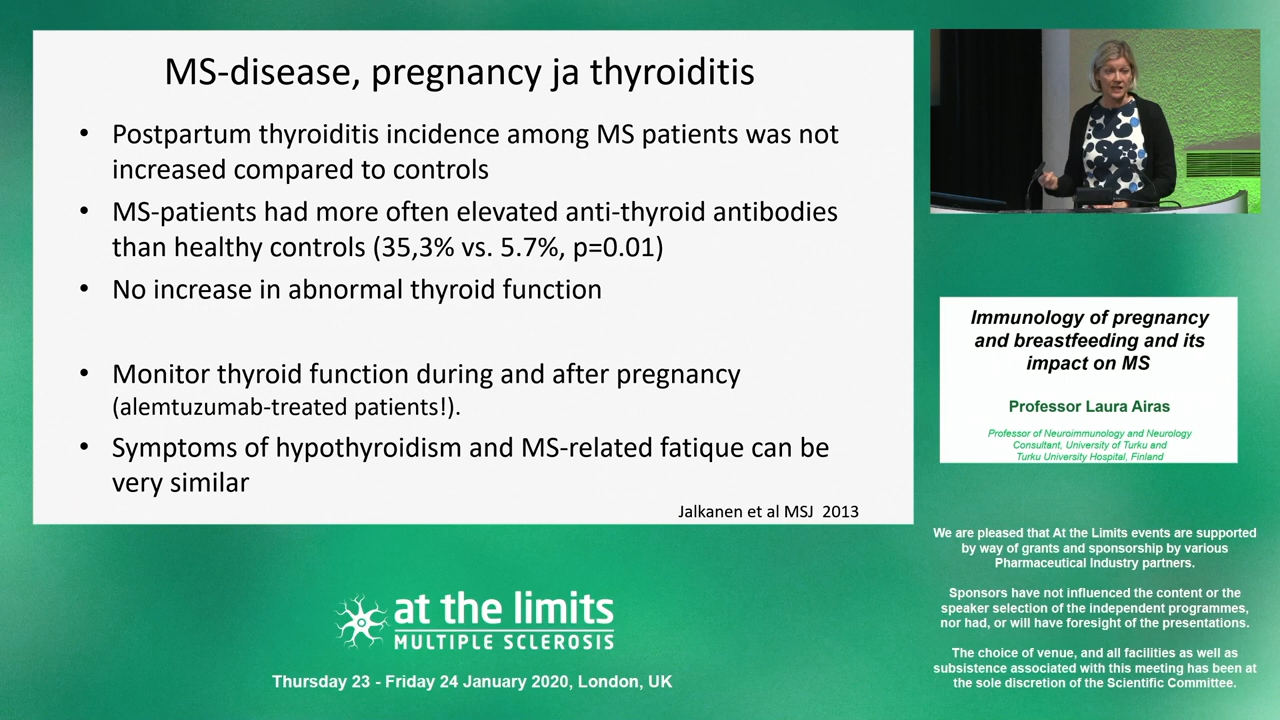 MS-disease, pregnancy ja thyroiditis
• Postpartum thyroiditis incidence among MS patients was not
increased compared to controls
• MS-patients had more often elevated anti-thyroid antibodies
than healthy controls (35,3% vs. 5.7%, p=0.01)
• No increase in abnormal thyroid function
• Monitor thyroid function during and after pregnancy
(alemtuzumab-treated patients!).
• Symptoms of hypothyroidism and MS-related fatique can be
very similar
Jalkanen et al MSJ 2013
Immunology of pregnancy
and breastfeeding and its
impact on MS
Professor Laura Airas
Professor of Neuroimmunology and Neurology
Consultant, University of Turku and
Turku University Hospital, Finland
We are pleased that At the Limits events are supported
by way of grants and sponsorship by various
Pharmaceutical Industry partners.
Sponsors have not influenced the content or the
speaker selection of the independent programmes,
nor had, or will have foresight of the presentations.
The choice of venue, and all facilities as well as
subsistence associated with this meeting has been at
the sole discretion of the Scientific Committee.
at the limits
MULTIPLE SCLEROSIS
Thursday 23 - Friday 24 January 2020, London, UK